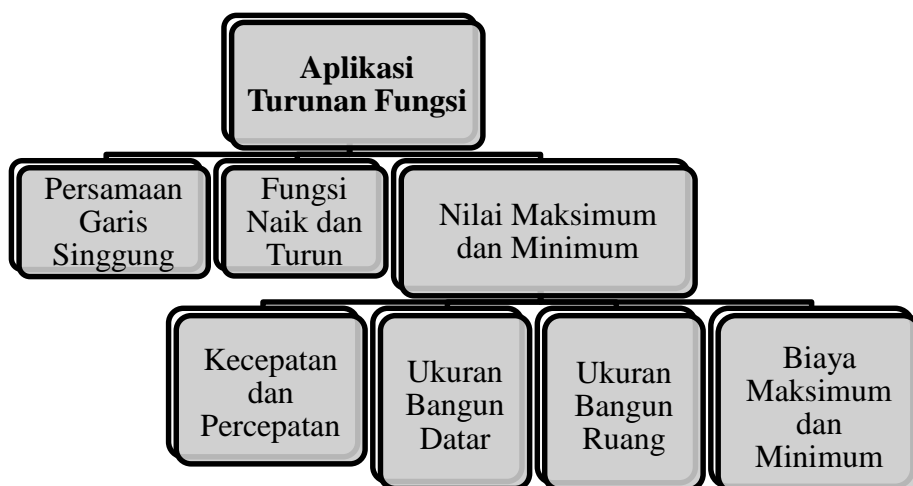 Aplikasi
Turunan Fungsi
Persamaan
Garis
Singgung
Fungsi
Naik dan
Turun
Nilai Maksimum
dan Minimum
Kecepatan
dan
Percepatan
Ukuran
Bangun
Datar
Ukuran
Bangun
Ruang
Biaya
Maksimum
dan
Minimum